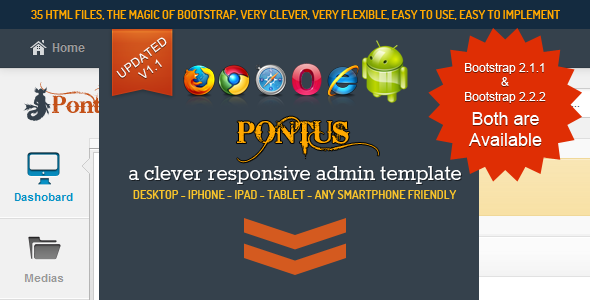 35 HTML FILES, THE MAGIC OF BOOTSTRAP, VERY CLEVER, VERY FLEXIBLE, EASY TO USE, EASY TO IMPLEMENT
Home
UPDATED
V1.1
Bootstrap 2.1.1
&
Bootstrap 2.2.2
Both are
Available
Pont
PONTUS
a clever responsive admin template
DESKTOP - IPHONE - IPAD - TABLET - ANY SMARTPHONE FRIENDLY
Dashobard
Medias